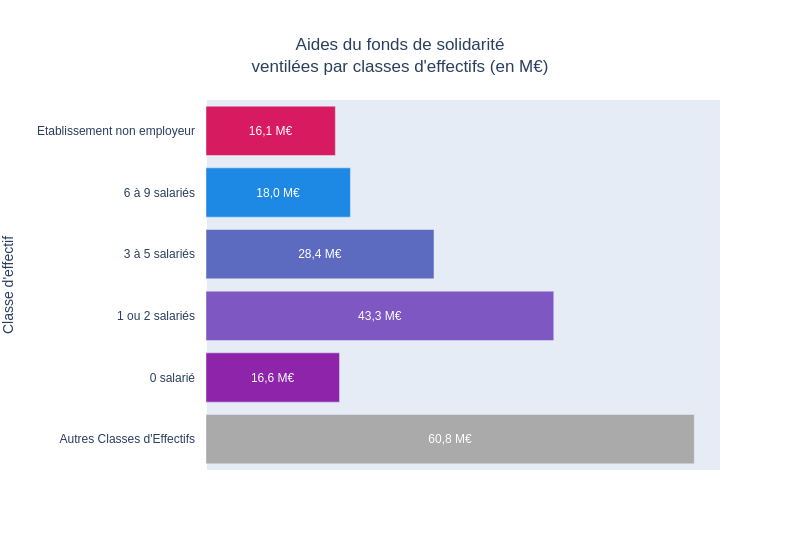 Aides du fonds de solidarité
ventilées par classes d'effectifs (en M€)
Classe d'effectif
Etablissement non employeur
16,1 M€
6 à 9 salariés
18,0 M€
3 à 5 salariés
28,4 M€
1 ou 2 salariés
43,3 M€
0 salarié
16,6 M€
Autres Classes d'Effectifs
60,8 M€